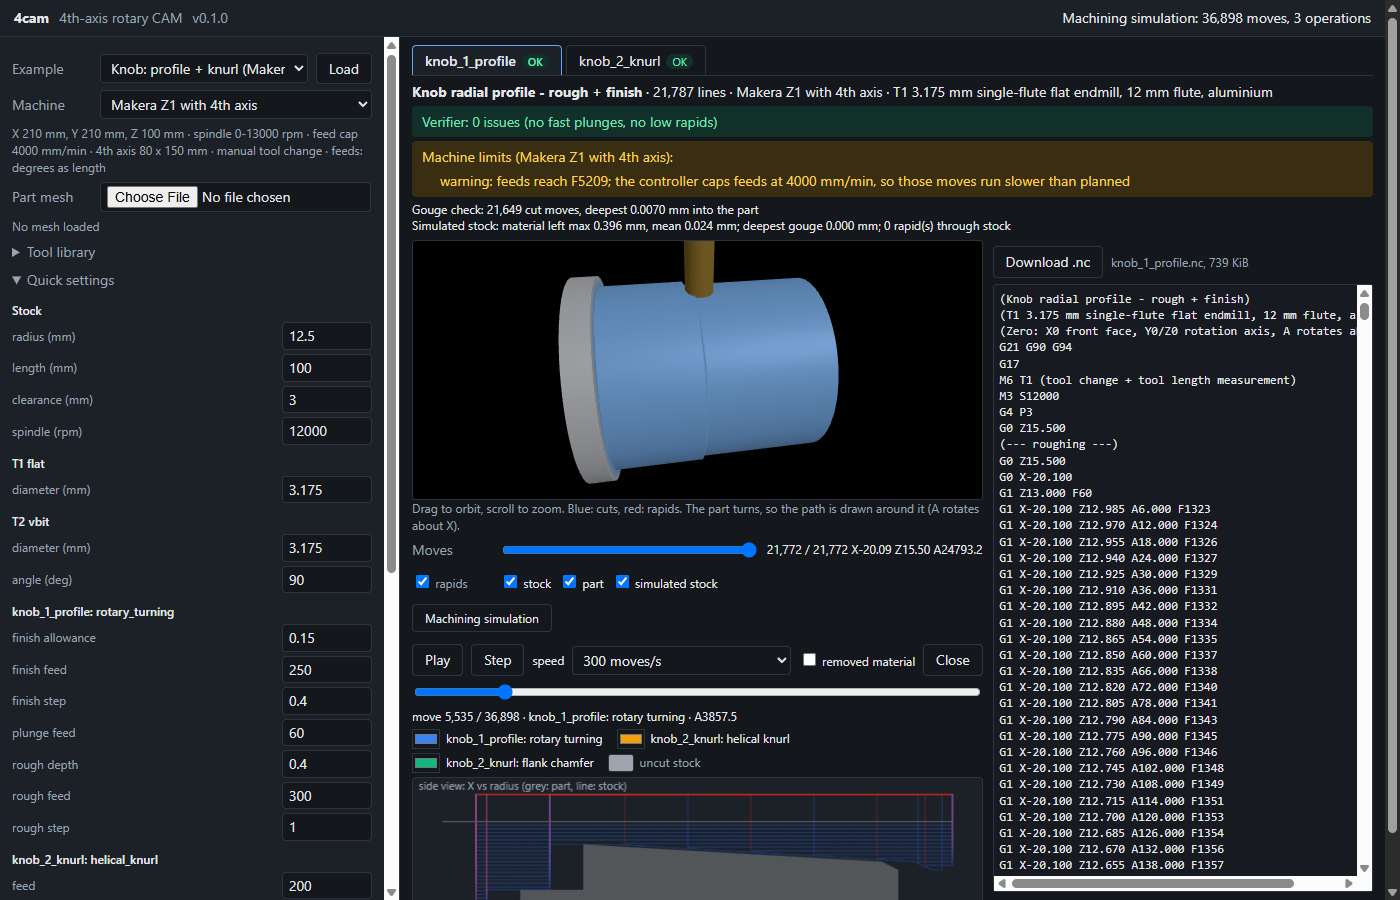 4cam 4th-axis rotary CAM v0.1.0
Machining simulation: 36,898 moves, 3 operations
Example
Knob: profile + knurl (Maker
Load
Machine
Makera Z1 with 4th axis
X 210 mm, Y 210 mm, Z 100 mm · spindle 0-13000 rpm · feed cap
4000 mm/min · 4th axis 80 x 150 mm · manual tool change · feeds:
degrees as length
Part mesh
Choose File No file chosen
No mesh loaded
Tool library
Quick settings
Stock
radius (mm)
12.5
length (mm)
100
clearance (mm)
3
spindle (rpm)
12000
T1 flat
diameter (mm)
3.175
T2 vbit
diameter (mm)
3.175
angle (deg)
90
knob_1_profile: rotary_turning
finish allowance
0.15
finish feed
250
finish step
0.4
plunge feed
60
rough depth
0.4
rough feed
300
rough step
1
knob_2_knurl: helical_knurl
feed
200
knob_1_profile OK
knob_2_knurl OK
Knob radial profile - rough + finish · 21,787 lines · Makera Z1 with 4th axis · T1 3.175 mm single-flute flat endmill, 12 mm flute, aluminium
Verifier: 0 issues (no fast plunges, no low rapids)
Machine limits (Makera Z1 with 4th axis):
warning: feeds reach F5209; the controller caps feeds at 4000 mm/min, so those moves run slower than planned
Gouge check: 21,649 cut moves, deepest 0.0070 mm into the part
Simulated stock: material left max 0.396 mm, mean 0.024 mm; deepest gouge 0.000 mm; 0 rapid(s) through stock
Drag to orbit, scroll to zoom. Blue: cuts, red: rapids. The part turns, so the path is drawn around it (A rotates
about X).
Moves
21,772 / 21,772 X-20.09 Z15.50 A24793.2
rapids
stock
part
simulated stock
Machining simulation
Play
Step
speed
300 moves/s
removed material
Close
move 5,535 / 36,898 · knob_1_profile: rotary turning · A3857.5
knob_1_profile: rotary turning
knob_2_knurl: helical knurl
knob_2_knurl: flank chamfer
uncut stock
side view: X vs radius (grey: part, line: stock)
Download .nc
knob_1_profile.nc, 739 KiB
(Knob radial profile - rough + finish)
(T1 3.175 mm single-flute flat endmill, 12 mm flute, a
(Zero: X0 front face, Y0/Z0 rotation axis, A rotates a
G21 G90 G94
G17
M6 T1 (tool change + tool length measurement)
M3 S12000
G4 P3
G0 Z15.500
(--- roughing ---)
G0 Z15.500
G0 X-20.100
G1 Z13.000 F60
G1 X-20.100 Z12.985 A6.000 F1323
G1 X-20.100 Z12.970 A12.000 F1324
G1 X-20.100 Z12.955 A18.000 F1326
G1 X-20.100 Z12.940 A24.000 F1327
G1 X-20.100 Z12.925 A30.000 F1329
G1 X-20.100 Z12.910 A36.000 F1331
G1 X-20.100 Z12.895 A42.000 F1332
G1 X-20.100 Z12.880 A48.000 F1334
G1 X-20.100 Z12.865 A54.000 F1335
G1 X-20.100 Z12.850 A60.000 F1337
G1 X-20.100 Z12.835 A66.000 F1338
G1 X-20.100 Z12.820 A72.000 F1340
G1 X-20.100 Z12.805 A78.000 F1341
G1 X-20.100 Z12.790 A84.000 F1343
G1 X-20.100 Z12.775 A90.000 F1345
G1 X-20.100 Z12.760 A96.000 F1346
G1 X-20.100 Z12.745 A102.000 F1348
G1 X-20.100 Z12.730 A108.000 F1349
G1 X-20.100 Z12.715 A114.000 F1351
G1 X-20.100 Z12.700 A120.000 F1353
G1 X-20.100 Z12.685 A126.000 F1354
G1 X-20.100 Z12.670 A132.000 F1356
G1 X-20.100 Z12.655 A138.000 F1357